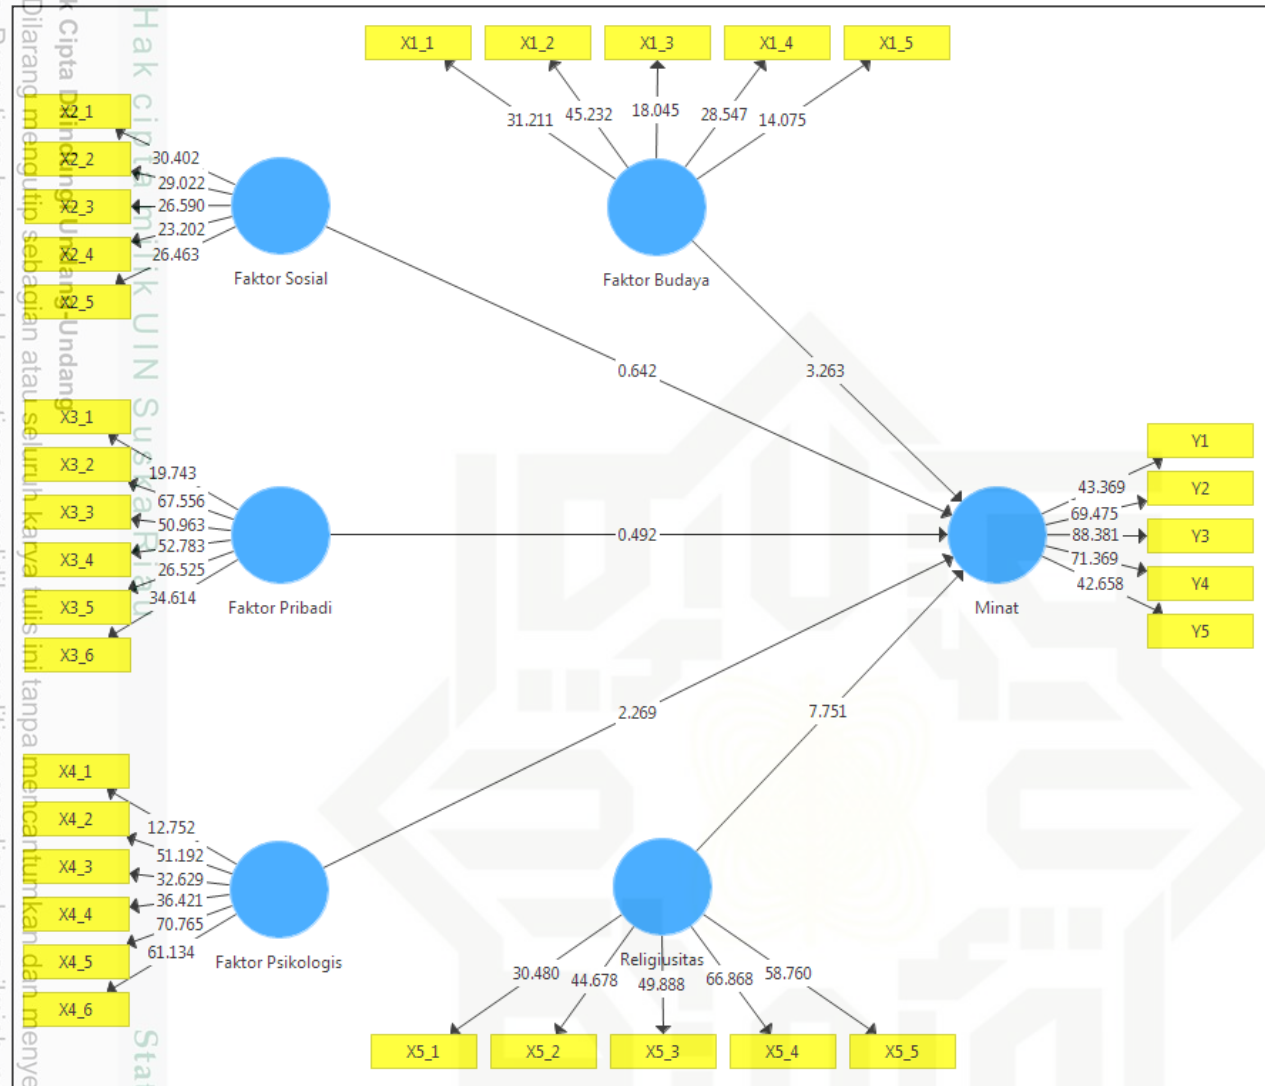 X1_1
X1_2
X1_3
X1_4
X1_5
31.211
45.232
18.045
28.547
14.075
Faktor Budaya
X2_1
X2_2
X2_3
X2_4
X2_5
30.402
29.022
26.590
23.202
26.463
Faktor Sosial
0.642
3.263
X3_1
X3_2
X3_3
X3_4
X3_5
X3_6
19.743
67.556
50.963
52.783
26.525
34.614
Faktor Pribadi
0.492
Minat
43.369
69.475
88.381
71.369
42.658
Y1
Y2
Y3
Y4
Y5
2.269
7.751
X4_1
X4_2
X4_3
X4_4
X4_5
X4_6
12.752
51.192
32.629
36.421
70.765
61.134
Faktor Psikologis
Religiusitas
30.480
44.678
49.888
66.868
58.760
X5_1
X5_2
X5_3
X5_4
X5_5
Hak cipta milik UIN Suska Riau
Stat
k Cipta Dilindungi Undang-Undang
Dilarang mengutip sebagian atau seluruh karya tulis ini tanpa mencantumkan dan menye